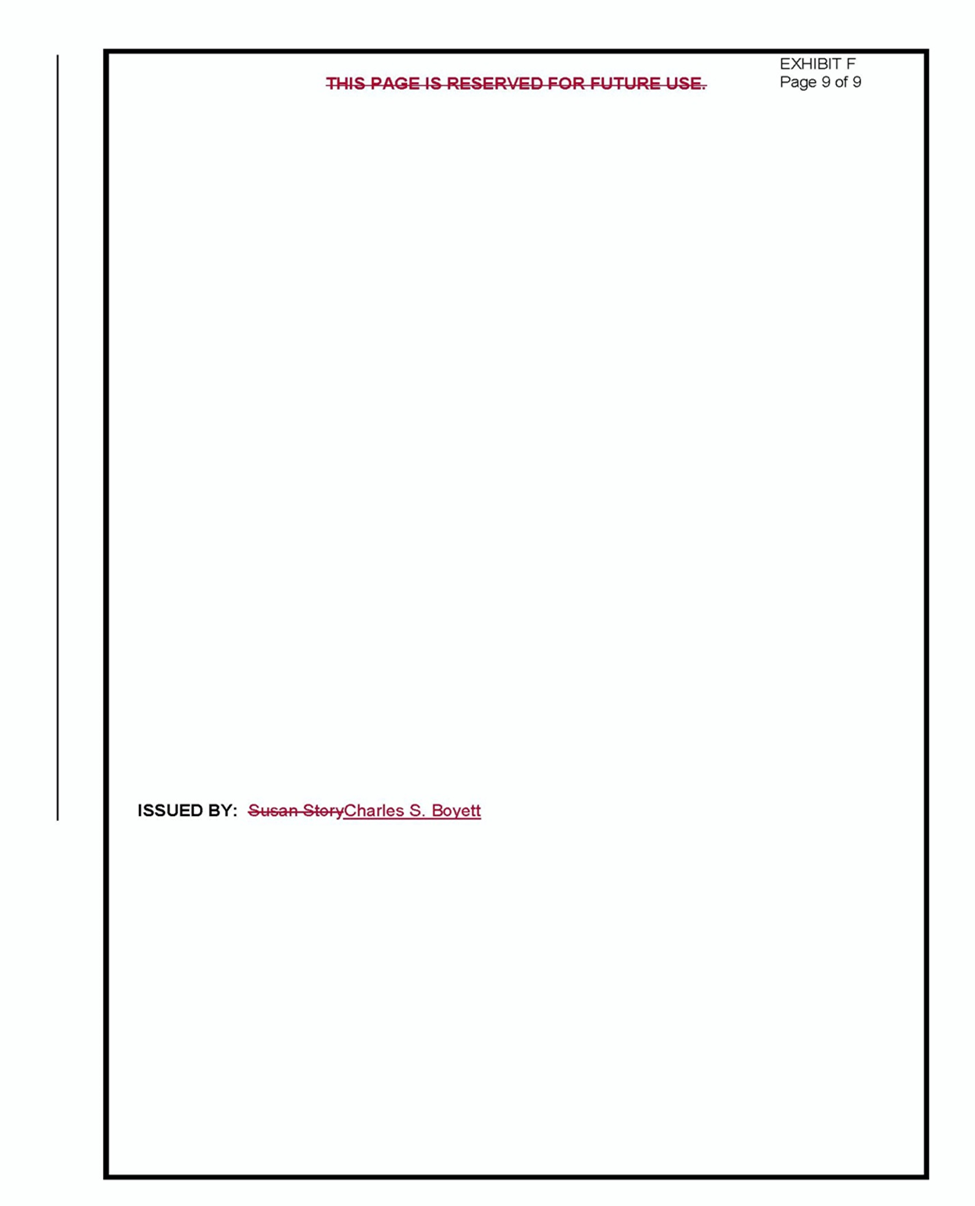 EXHIBIT F
THIS PAGE IS RESERVED FOR FUTURE USE.
Page 9 of 9
ISSUED BY: Susan StoryCharles S. Boyett